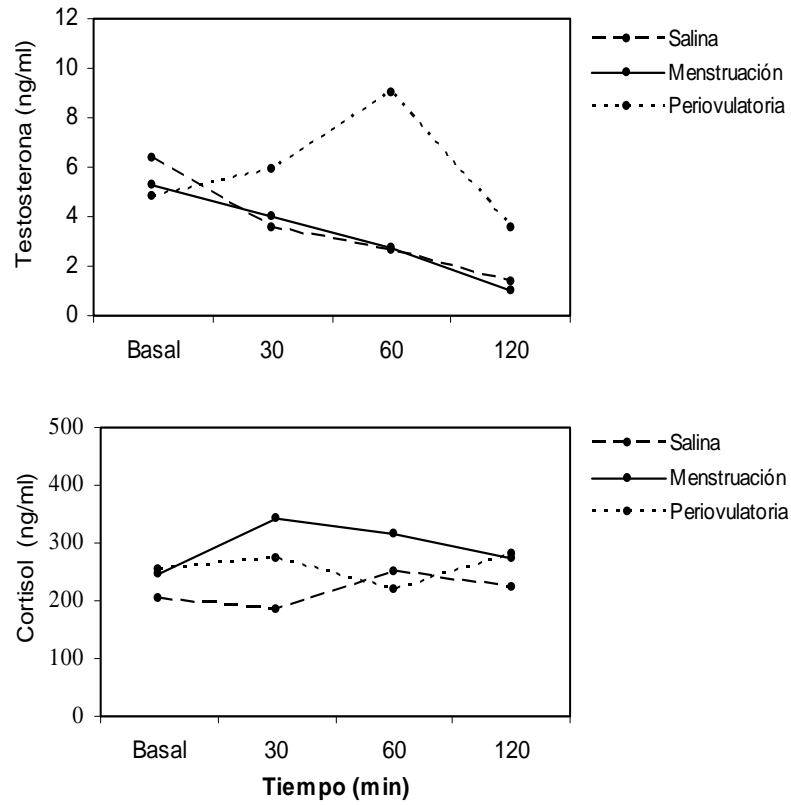 Testosterona (ng/ml)
12
10
8
6
4
2
0
Basal 30 60 120
Salina
Menstruación
Periovulatoria
Cortisol (ng/ml)
500
400
300
200
100
0
Basal 30 60 120
Tiempo (min)
Salina
Menstruación
Periovulatoria